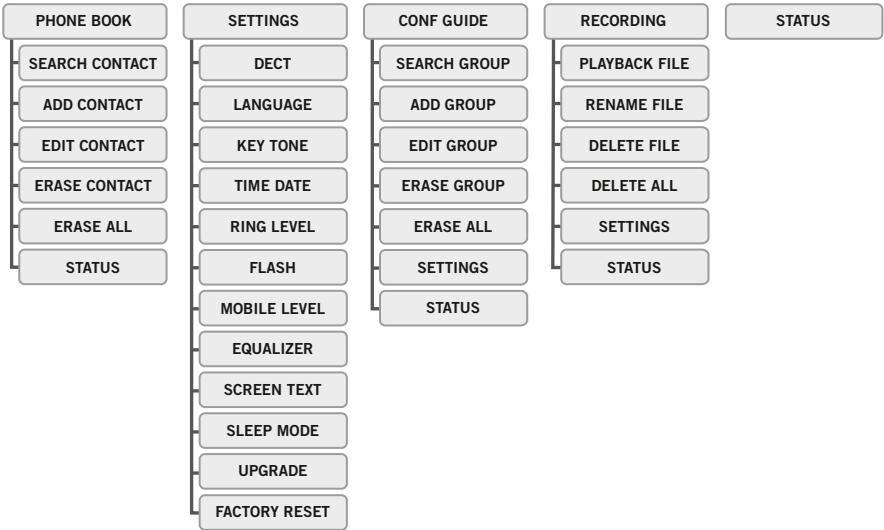 PHONE BOOK
SEARCH CONTACT
ADD CONTACT
EDIT CONTACT
ERASE CONTACT
ERASE ALL
STATUS
SETTINGS
DECT
LANGUAGE
KEY TONE
TIME DATE
RING LEVEL
FLASH
MOBILE LEVEL
EQUALIZER
SCREEN TEXT
SLEEP MODE
UPGRADE
FACTORY RESET
CONF GUIDE
SEARCH GROUP
ADD GROUP
EDIT GROUP
ERASE GROUP
ERASE ALL
SETTINGS
STATUS
RECORDING
PLAYBACK FILE
RENAME FILE
DELETE FILE
DELETE ALL
SETTINGS
STATUS
STATUS